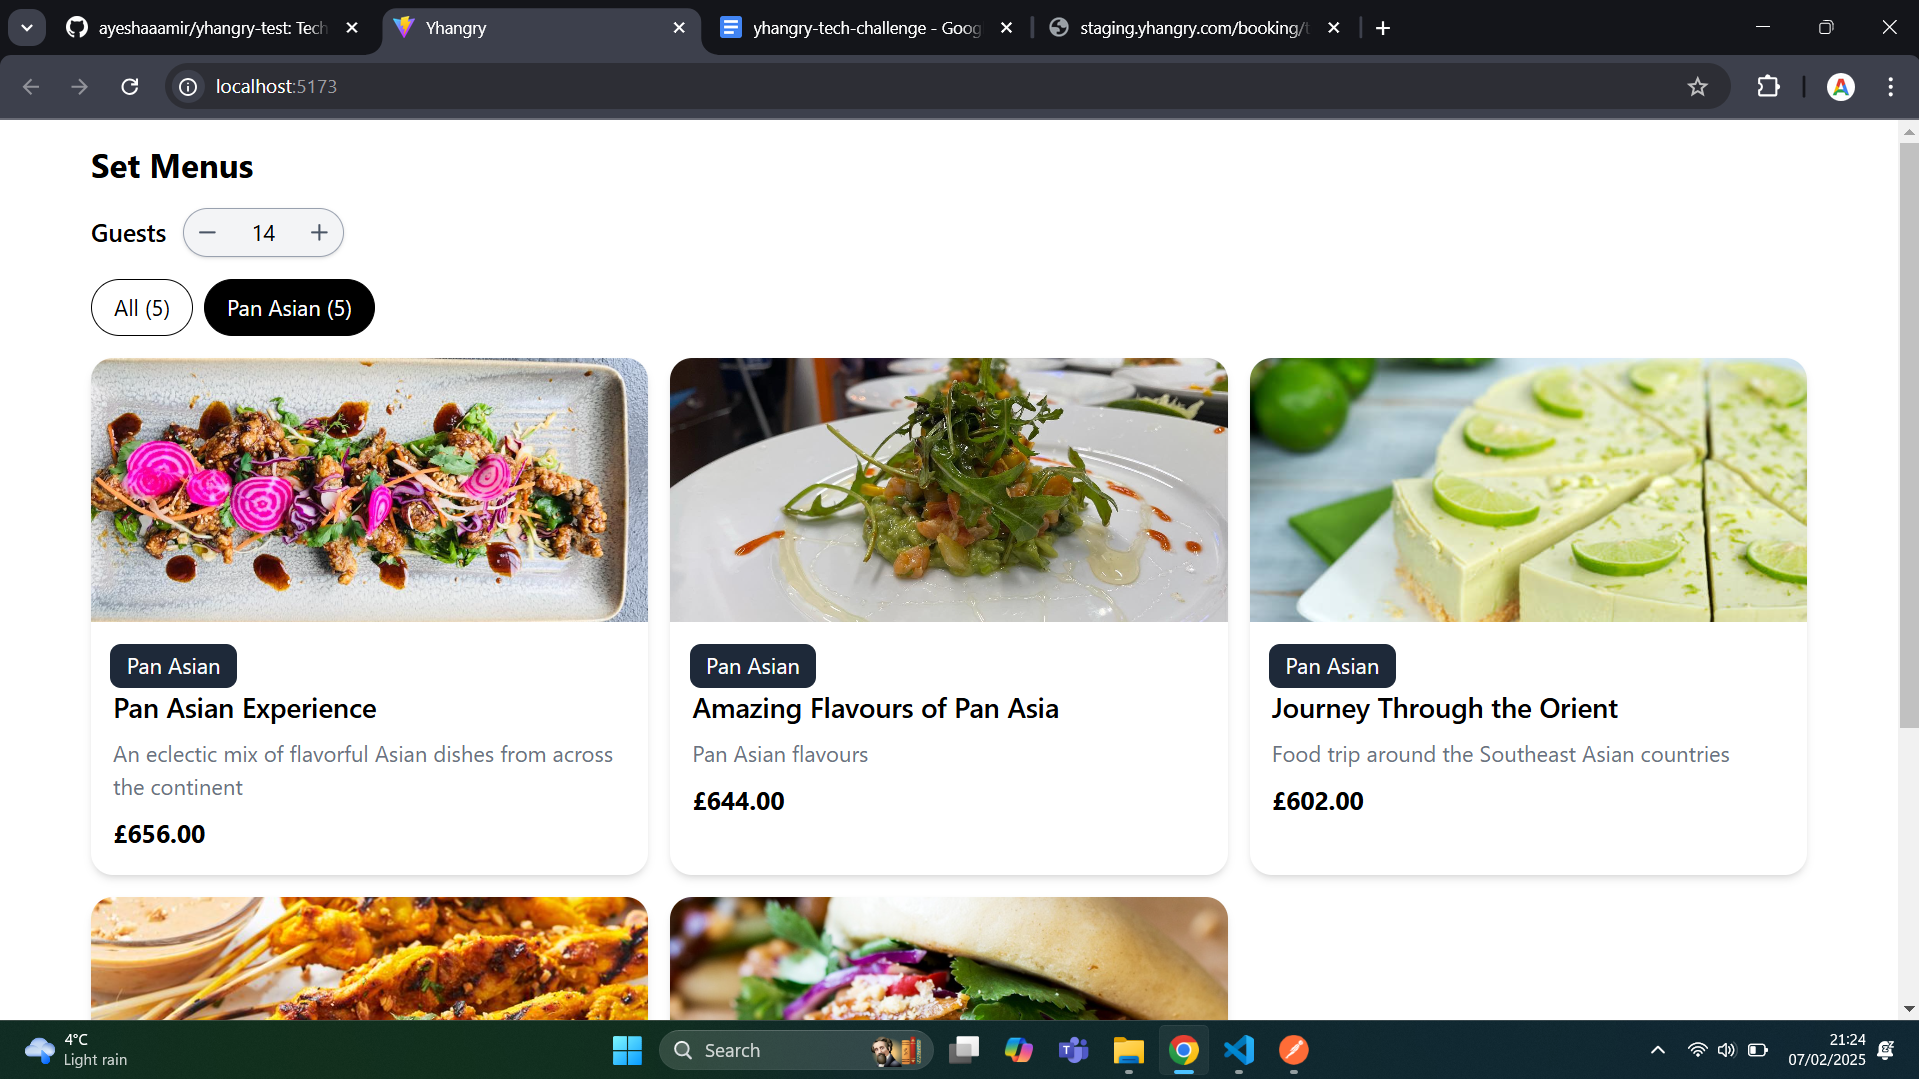 ayeshaaamir/yhangry-test: Tech
Yhangry
yhangry-tech-challenge - Goog
staging.yhangry.com/booking/t
localhost:5173
A
Set Menus
Guests
14
All (5)
Pan Asian (5)
Pan Asian
Pan Asian Experience
An eclectic mix of flavorful Asian dishes from across
the continent
£656.00
Pan Asian
Amazing Flavours of Pan Asia
Pan Asian flavours
£644.00
Pan Asian
Journey Through the Orient
Food trip around the Southeast Asian countries
£602.00
4°C
Light rain
Search
21:24
07/02/2025